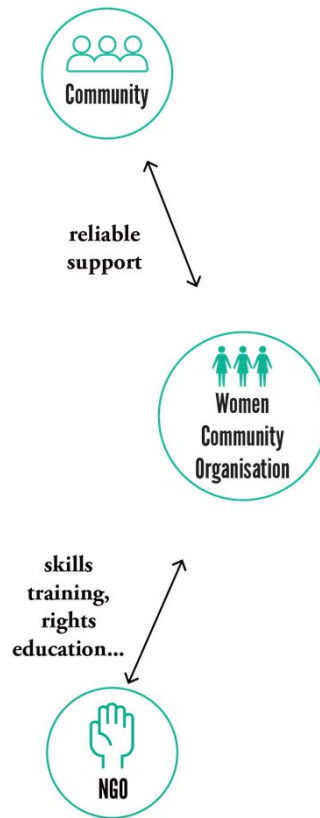 Community
reliable
support
Women
Community
Organisation
skills
training,
rights
education...
NGO